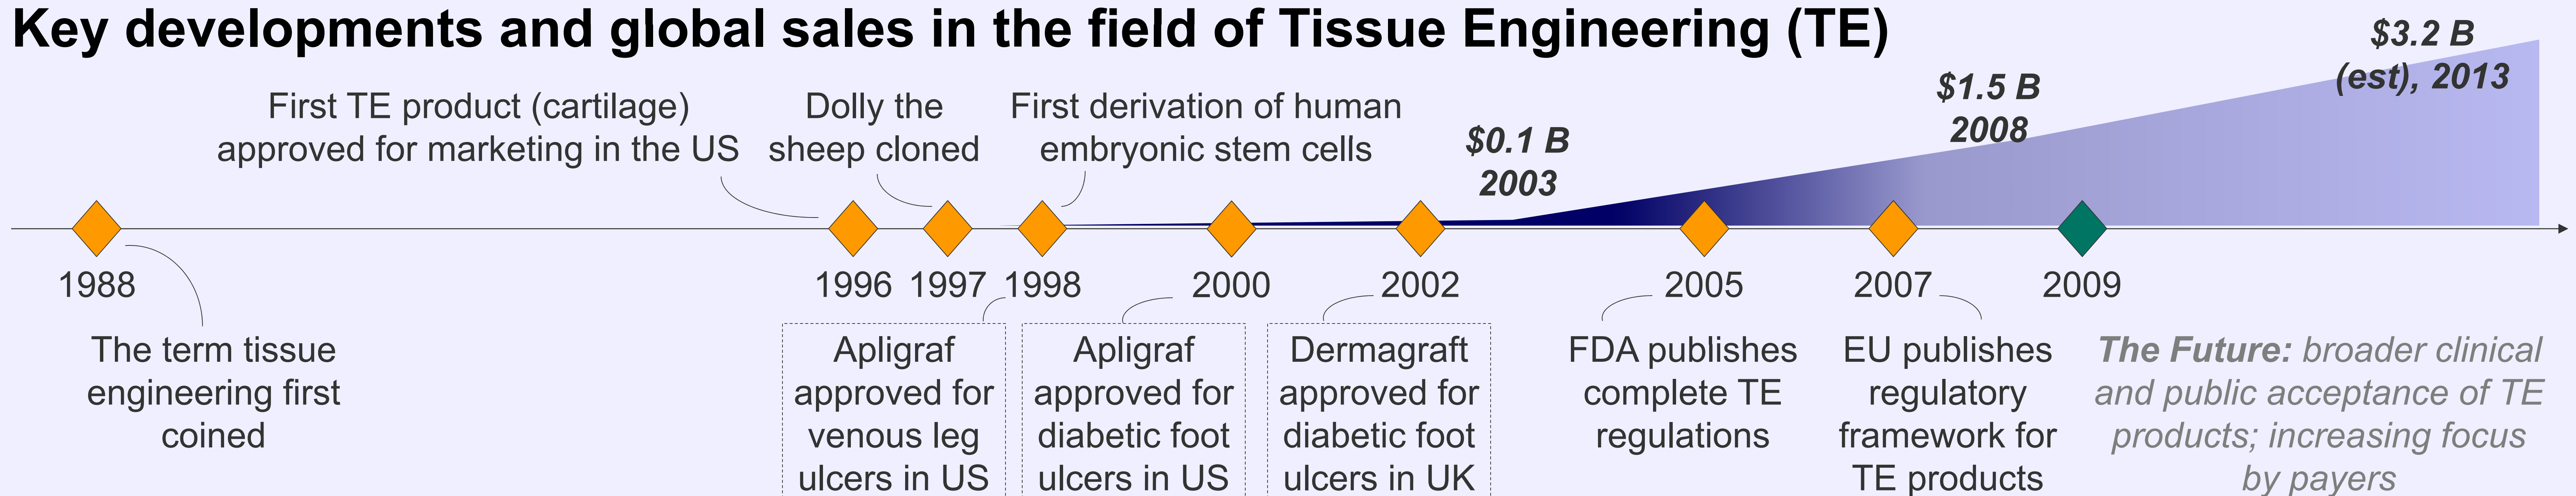 Key developments and global sales in the field of Tissue Engineering (TE)
First TE product (cartilage)
approved for marketing in the US
Dolly the
sheep cloned
First derivation of human
embryonic stem cells
$0.1 B
2003
$1.5 B
2008
$3.2 B
(est), 2013
1988
1996
1997
1998
2000
2002
2005
2007
2009
The term tissue
engineering first
coined
Apligraf
approved for
venous leg
ulcers in US
Apligraf
approved for
diabetic foot
ulcers in US
Dermagraft
approved for
diabetic foot
ulcers in UK
FDA publishes
complete TE
regulations
EU publishes
regulatory
framework for
TE products
The Future: broader clinical
and public acceptance of TE
products; increasing focus
by payers